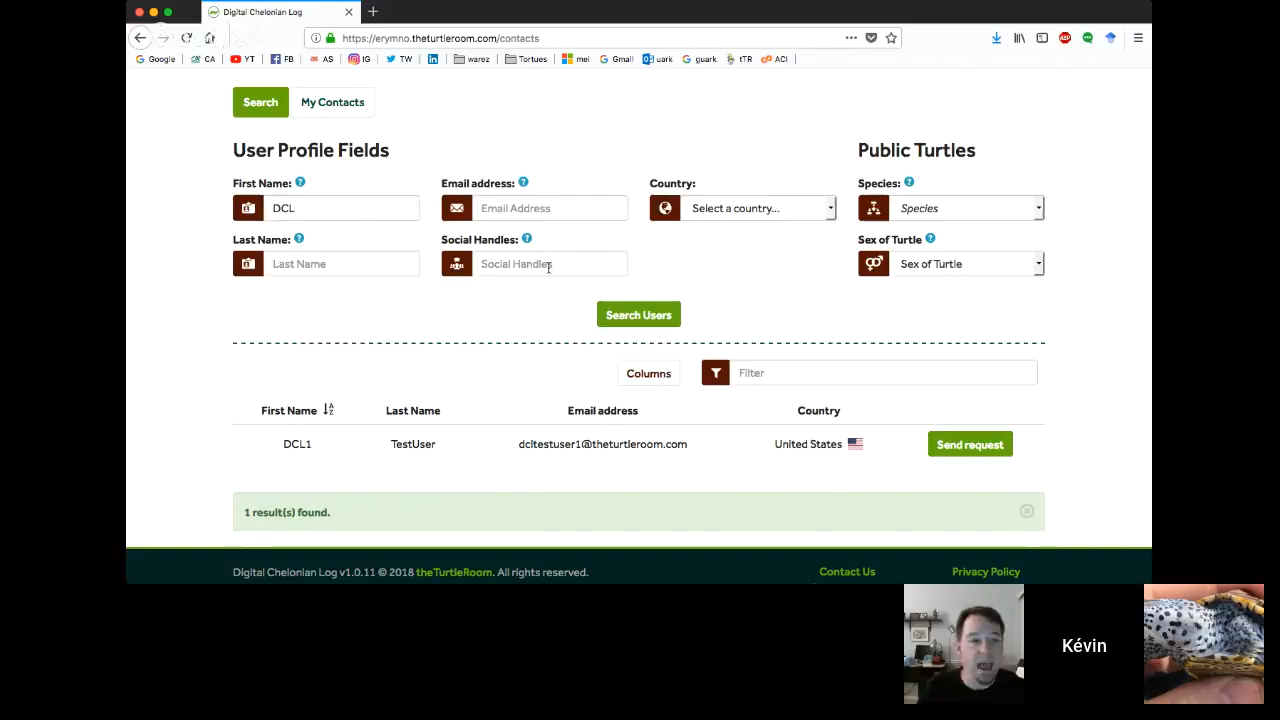 Digital Chelonian Log
https://erymno.theturtleroom.com/contacts
Google CA YT FB AS IG TW warez Tortues mel Gmail uark guark tTR ACI
Search My Contacts
User Profile Fields Public Turtles
First Name: Email address: Country: Species:
DCL Email Address Select a country... Species
Last Name: Social Handles: Sex of Turtle
Last Name Social Handles Sex of Turtle
Search Users
Columns Filter
First Name Last Name Email address Country
DCL1 TestUser dcltestuser1@theturtleroom.com United States Send request
1 result(s) found.
Digital Chelonian Log v1.0.11 © 2018 theTurtleRoom. All rights reserved. Contact Us Privacy Policy
Kévin